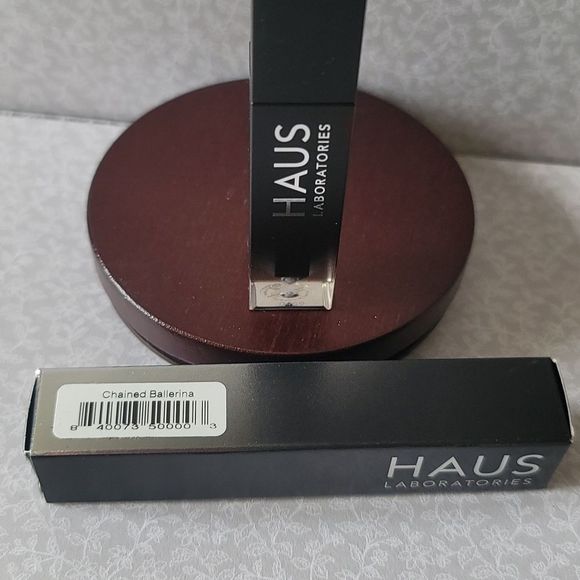 HAUS
LABORATORIES
Chained Ballerina
8 40073 50000 3
HAUS
LABORATORIES